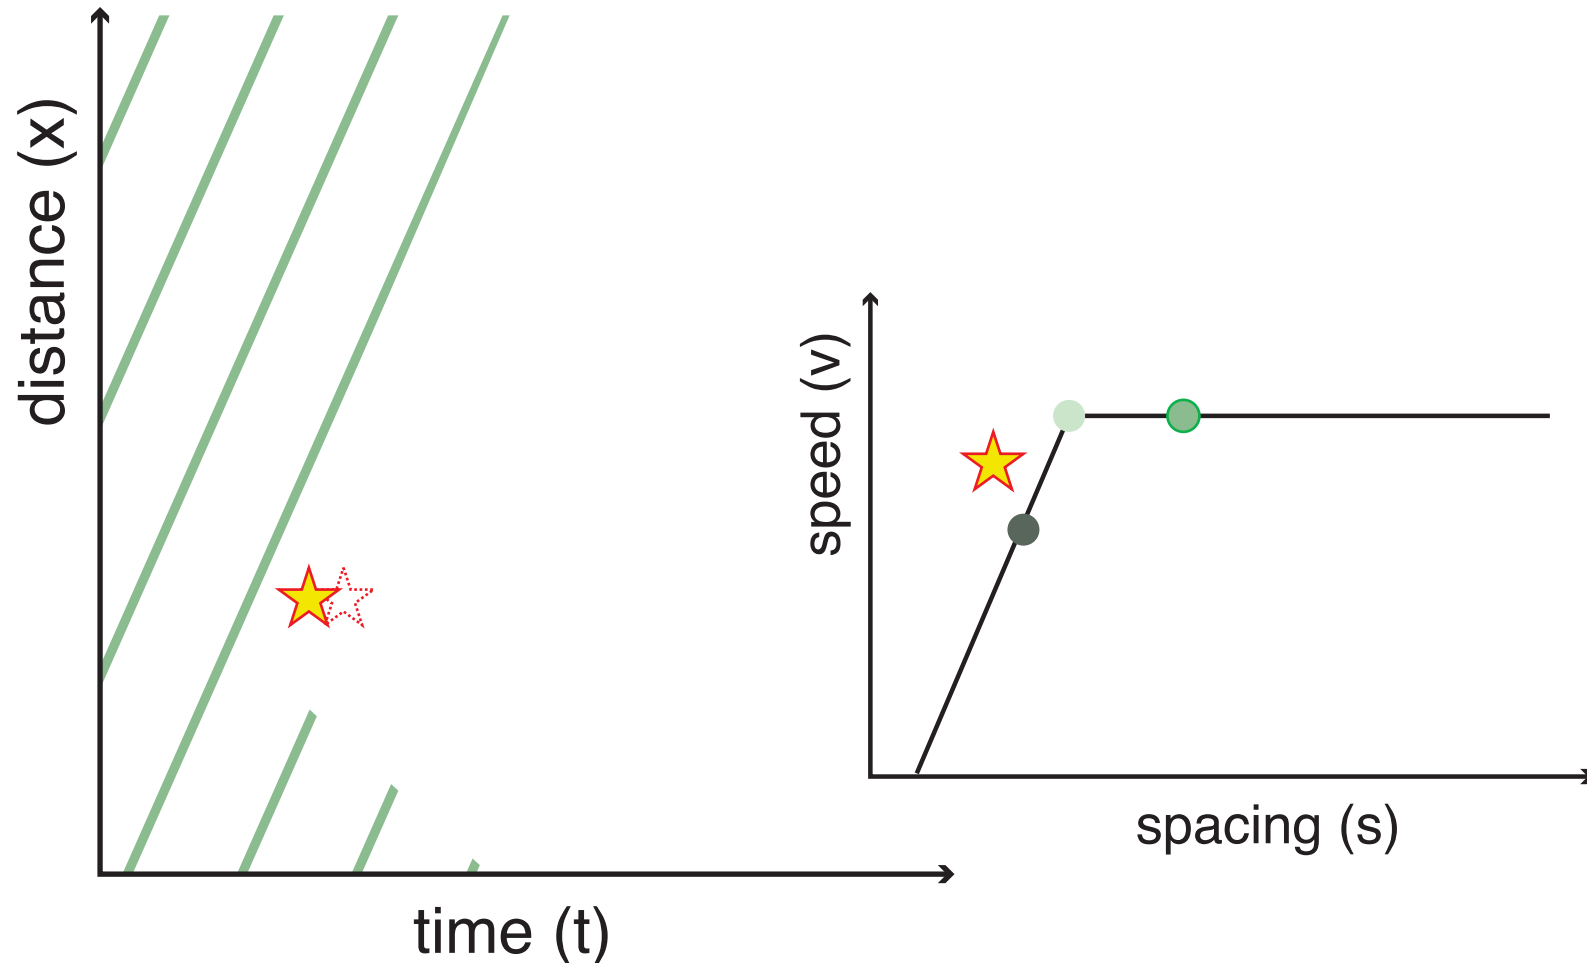 distance (x)
time (t)
speed (v)
spacing (s)